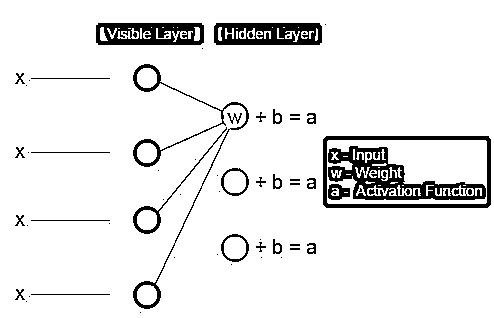 [Visible Layer] [Hidden Layer]
x
w + b = a
x
+ b = a
x
+ b = a
x
x - Input
w - Weight
a - Activation Function